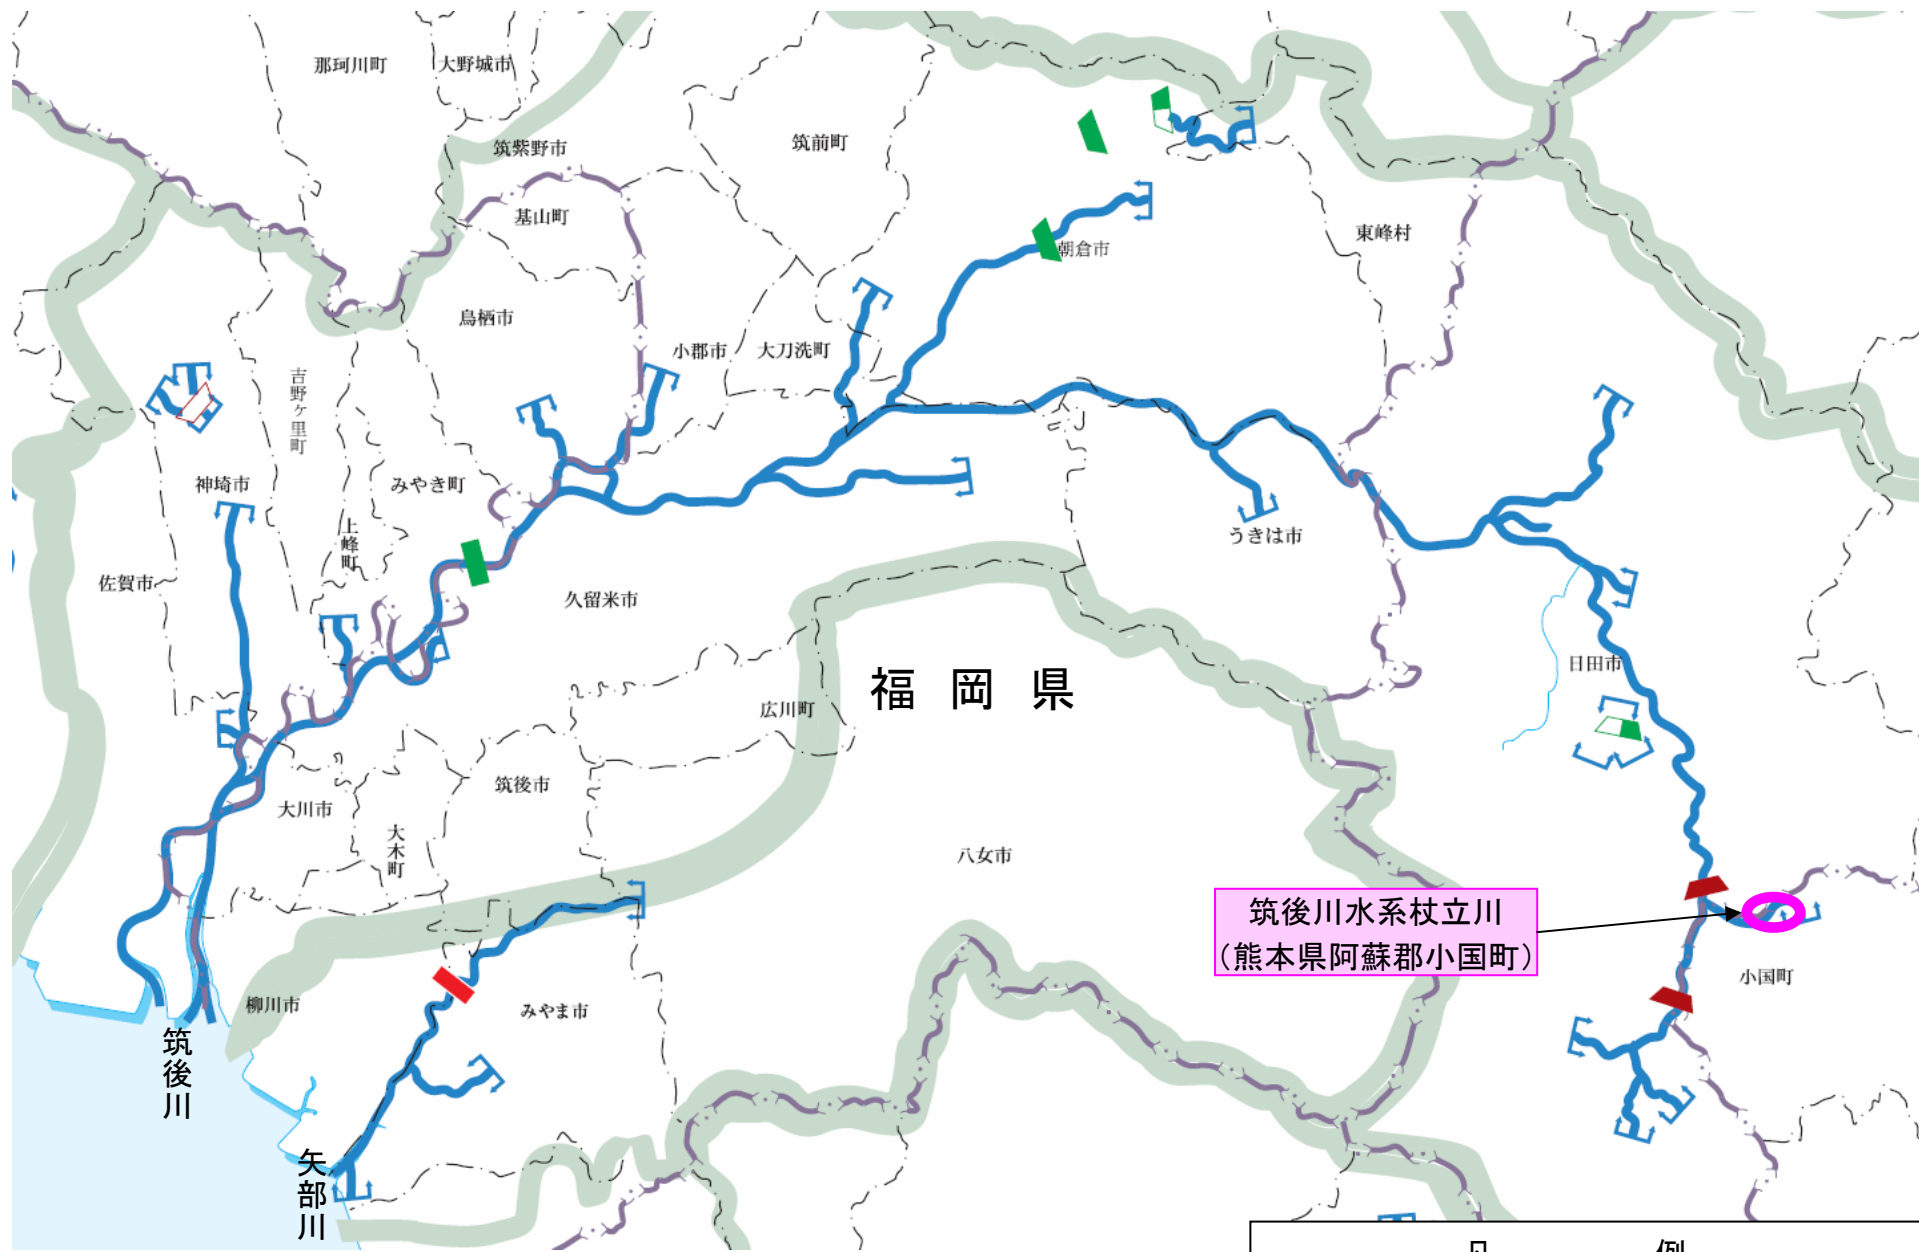 那珂川町
大野城市
筑紫野市
筑前町
基山町
東峰村
朝倉市
鳥栖市
小郡市
大刀洗町
吉野ヶ里町
神埼市
みやき町
上峰町
うきは市
佐賀市
久留米市
日田市
福岡県
広川町
筑後市
大川市
大木町
八女市
筑後川水系杖立川
（熊本県阿蘇郡小国町）
小国町
柳川市
みやま市
筑後川
矢部川
凡例